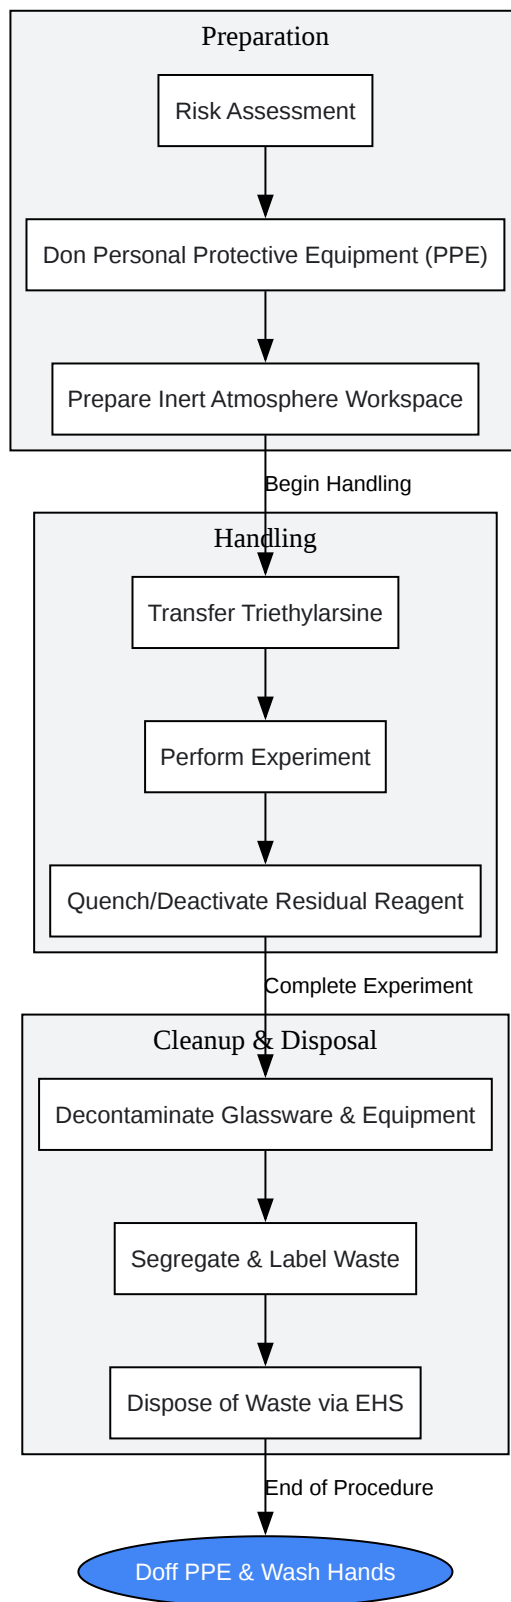 Preparation
Risk Assessment
Don Personal Protective Equipment (PPE)
Prepare Inert Atmosphere Workspace
Begin Handling
Handling
Transfer Triethylarsine
Perform Experiment
Quench/Deactivate Residual Reagent
Complete Experiment
Cleanup & Disposal
Decontaminate Glassware & Equipment
Segregate & Label Waste
Dispose of Waste via EHS
End of Procedure
Doff PPE & Wash Hands